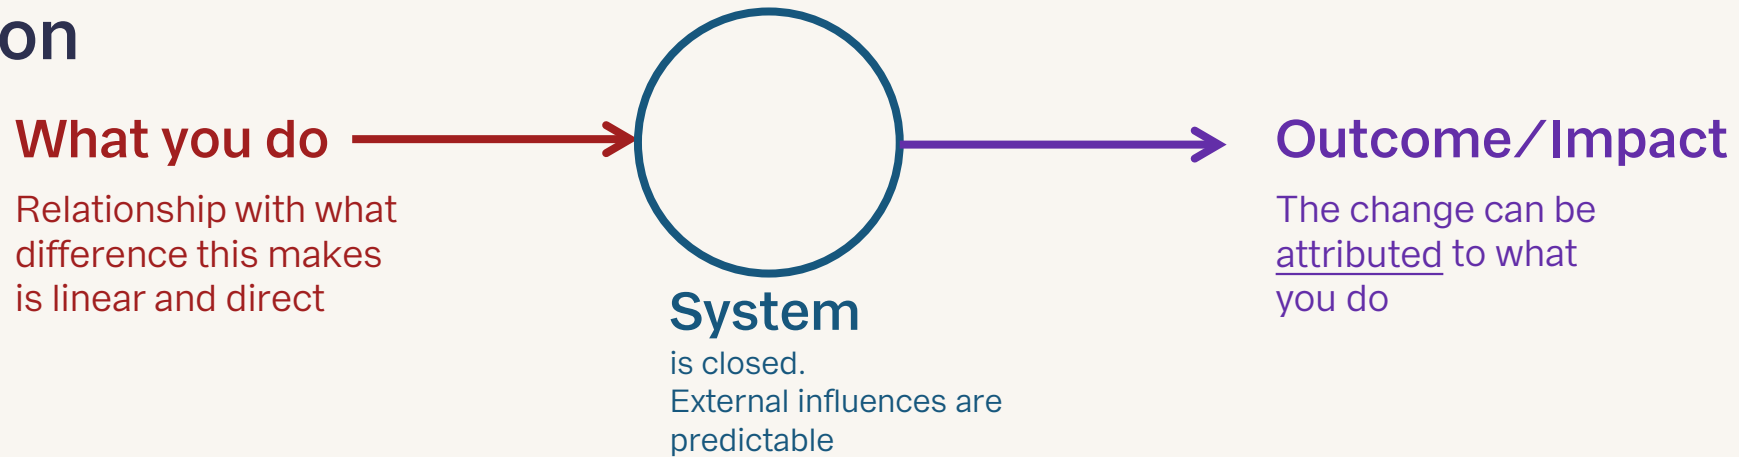 on
What you do
Relationship with what
difference this makes
is linear and direct
System
is closed.
External influences are
predictable
Outcome/Impact
The change can be
attributed to what
you do